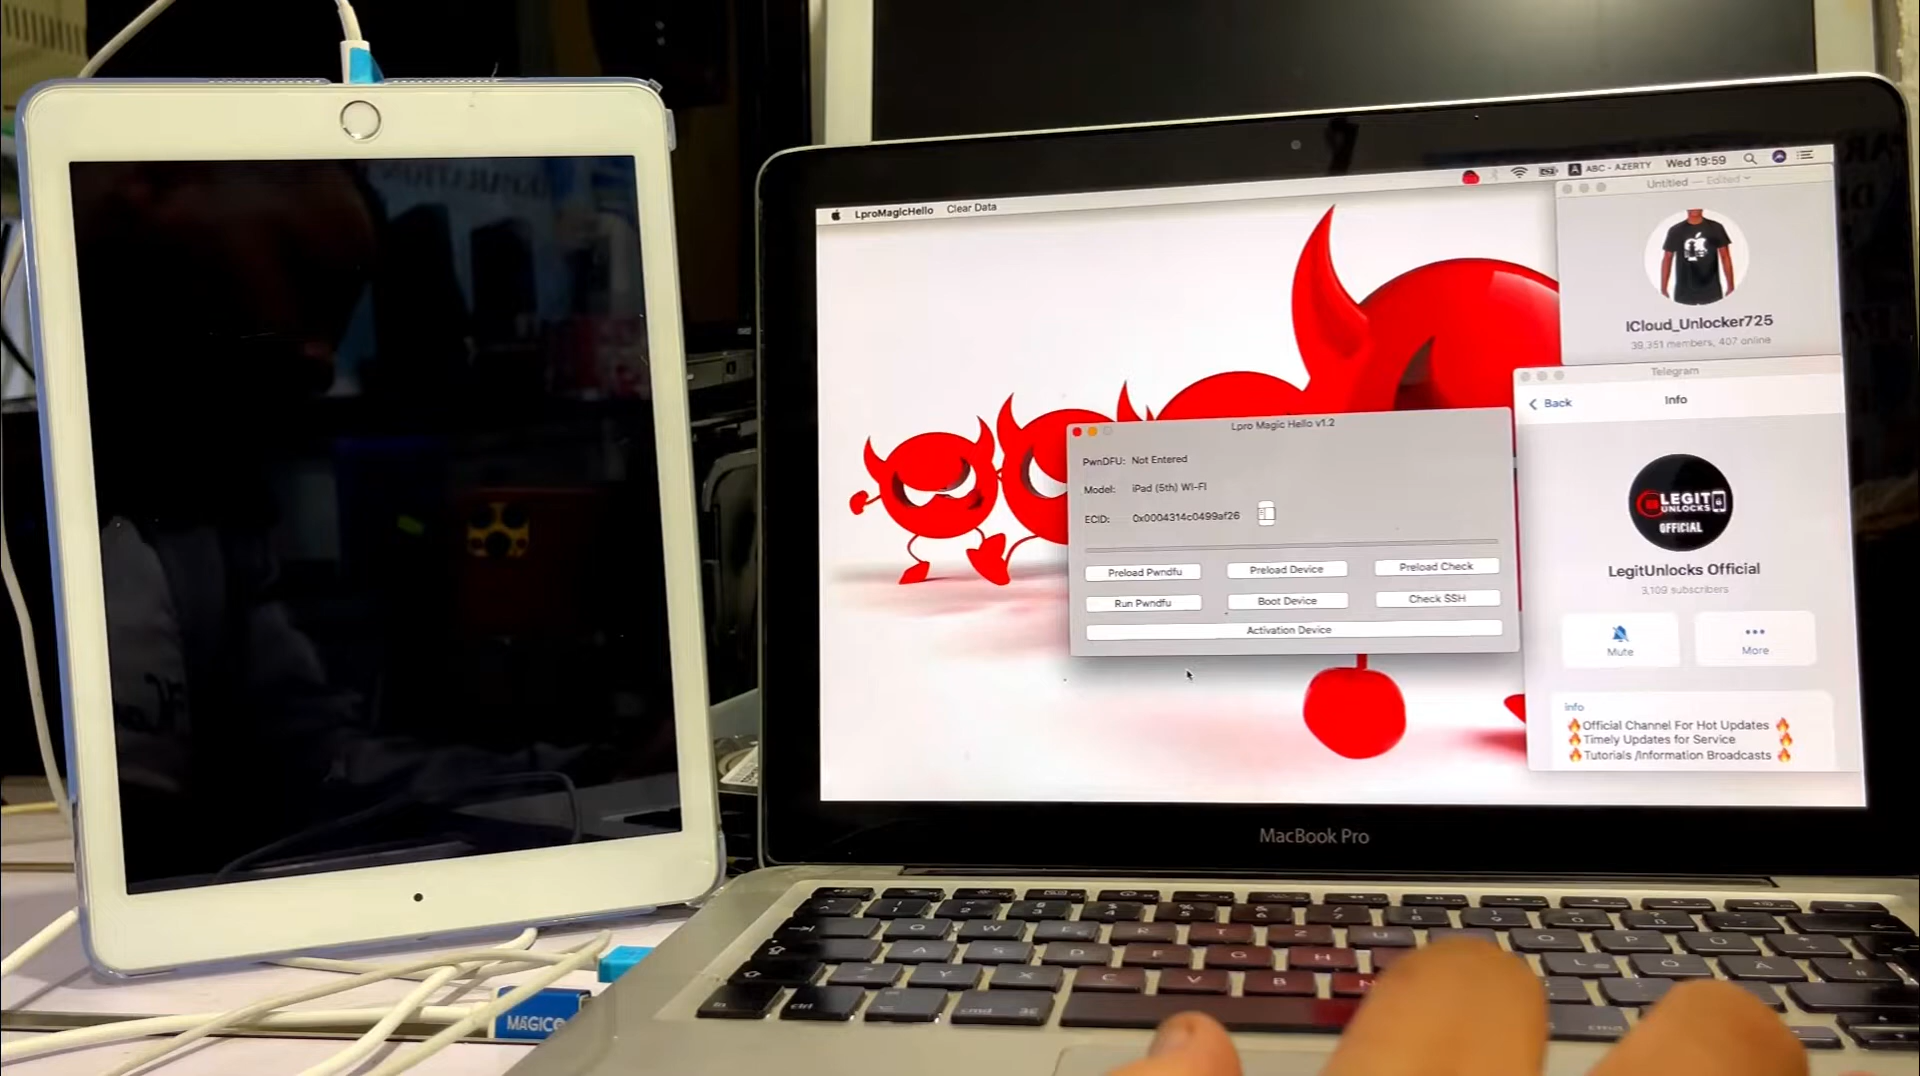 LproMagicHello Clear Data
ABC - AZERTY Wed 19:59
Untitled — Edited
ICloud_Unlocker725
39,351 members, 407 online
Telegram
Back
Info
LEGIT
UNLOCKS
OFFICIAL
LegitUnlocks Official
3,109 subscribers
Mute
More
info
Official Channel For Hot Updates
Timely Updates for Service
Tutorials /Information Broadcasts
Lpro Magic Hello v1.2
PwnDFU: Not Entered
Model: iPad (5th) WI-FI
ECID: 0x0004314c0499af26
Preload Pwndfu Preload Device Preload Check
Run Pwndfu Boot Device Check SSH
Activation Device
MacBook Pro
MAGICO